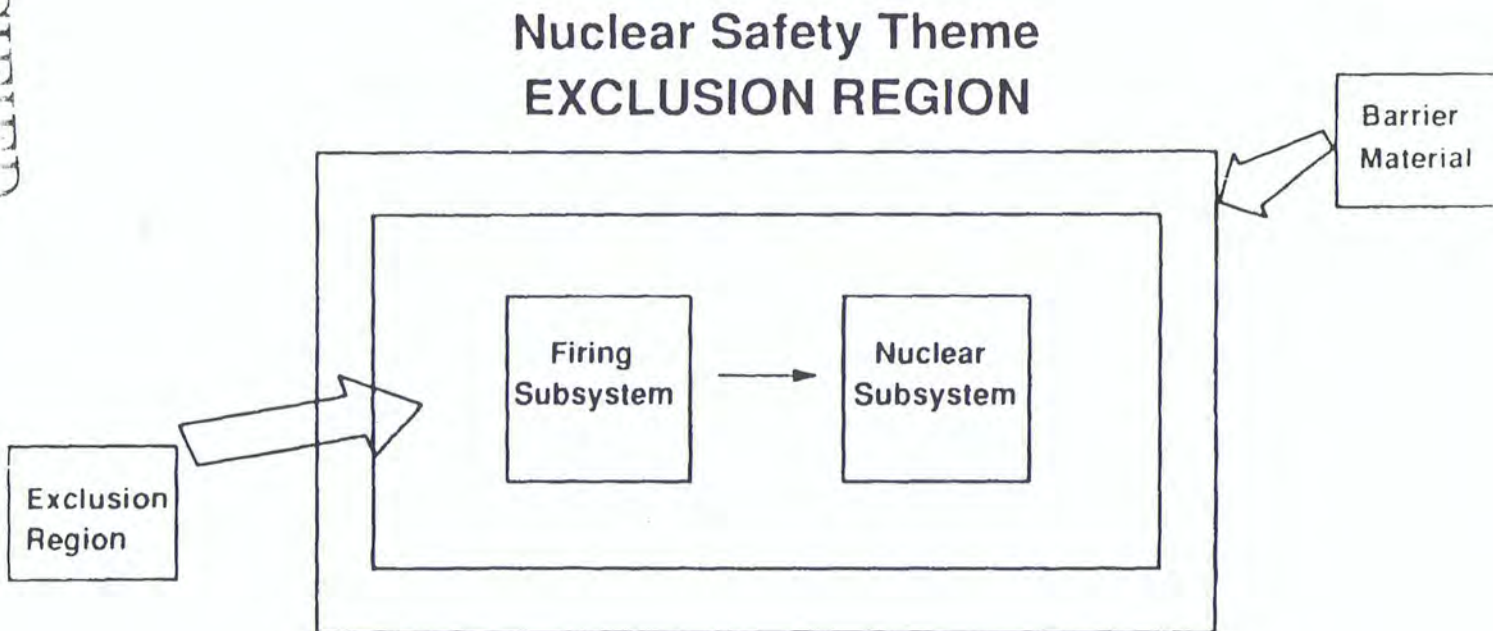 Nuclear Safety Theme
EXCLUSION REGION
Barrier
Material
Firing
Subsystem
Nuclear
Subsystem
Exclusion
Region